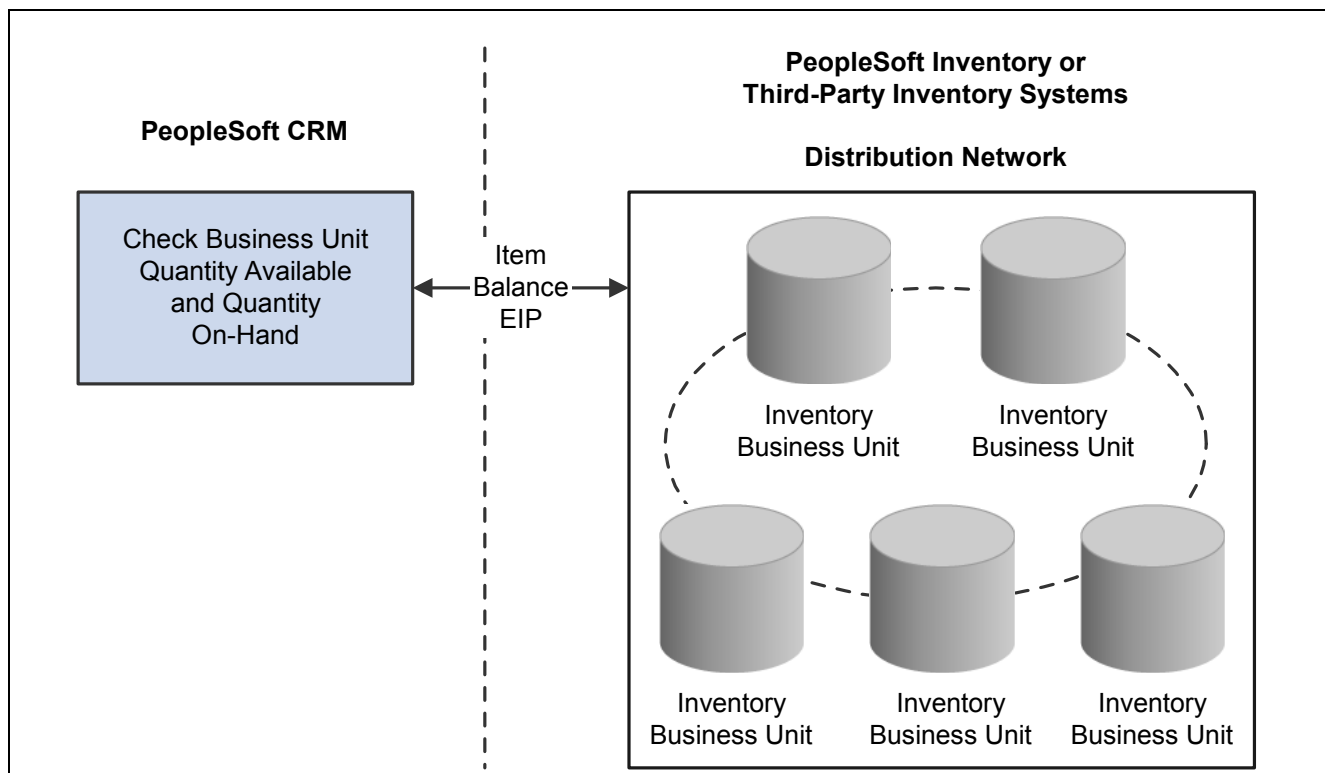 PeopleSoft CRM
Check Business Unit
Quantity Available
and Quantity
On-Hand
Item
Balance
EIP
PeopleSoft Inventory or
Third-Party Inventory Systems
Distribution Network
Inventory
Business Unit
Inventory
Business Unit
Inventory
Business Unit
Inventory
Business Unit
Inventory
Business Unit